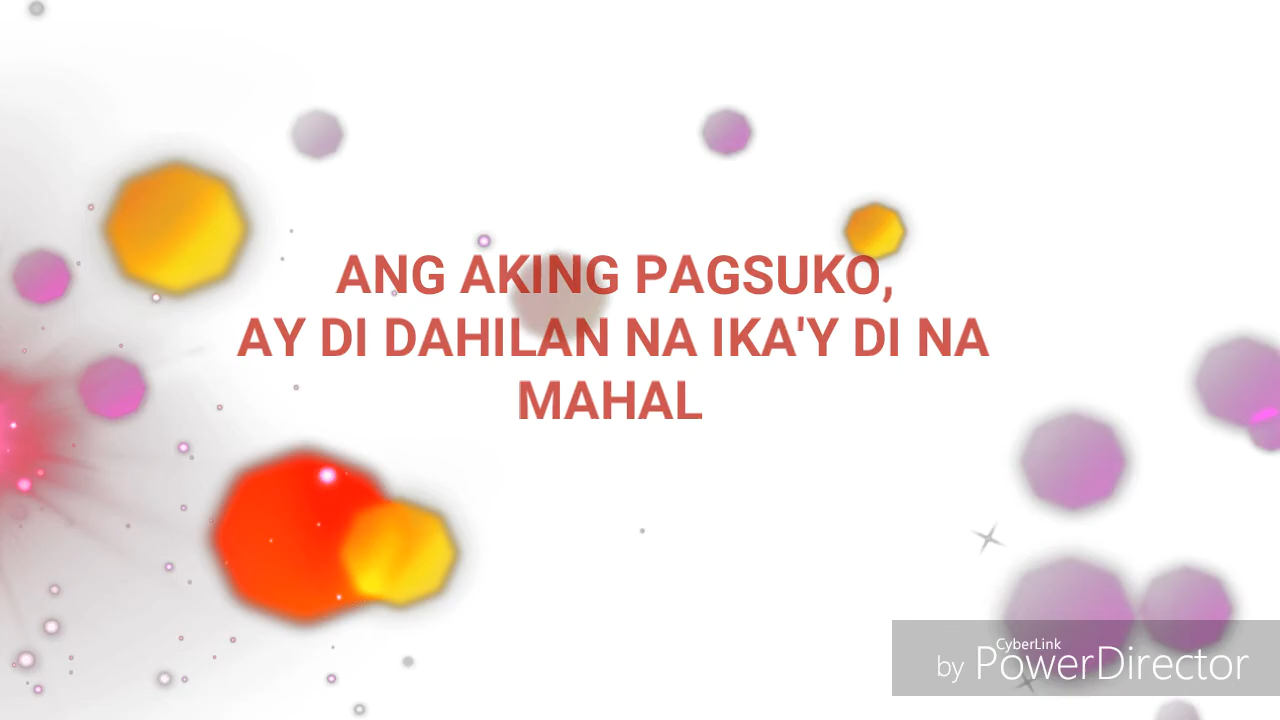 ANG AKING PAGSUKO,
AY DI DAHILAN NA IKA'Y DI NA
MAHAL
CyberLink
by PowerDirector